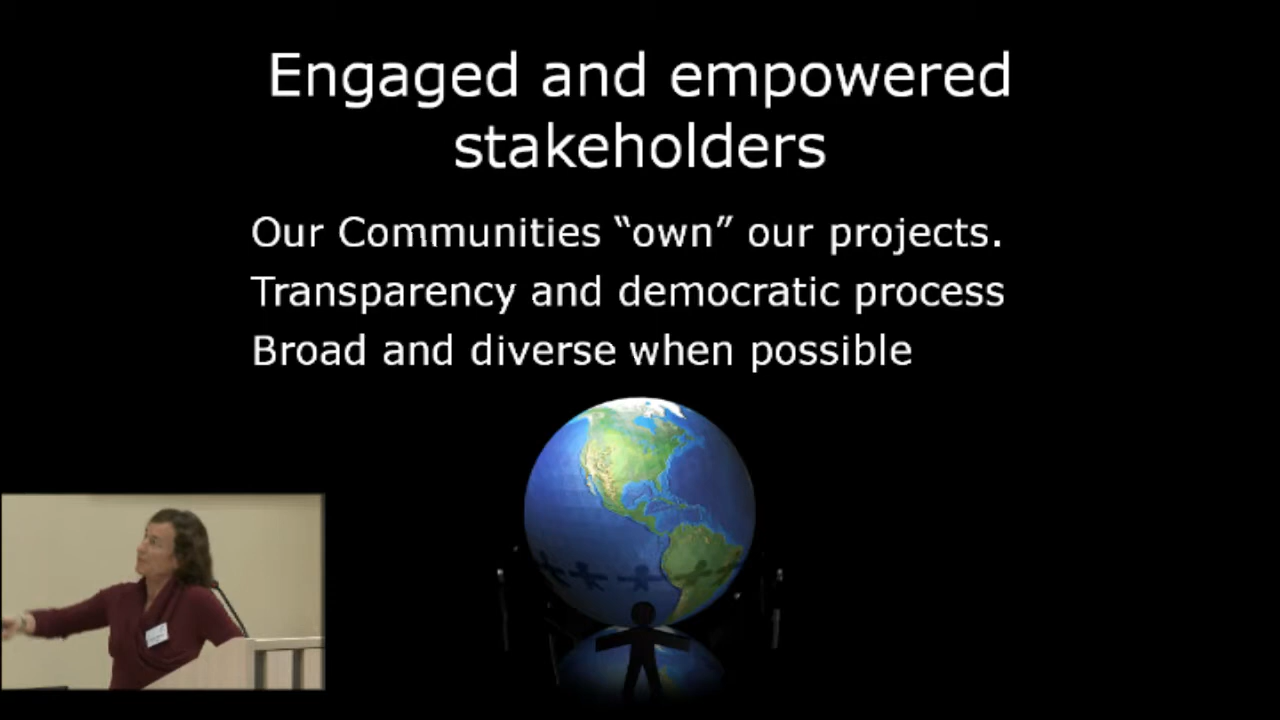 Engaged and empowered
stakeholders
Our Communities “own” our projects.
Transparency and democratic process
Broad and diverse when possible